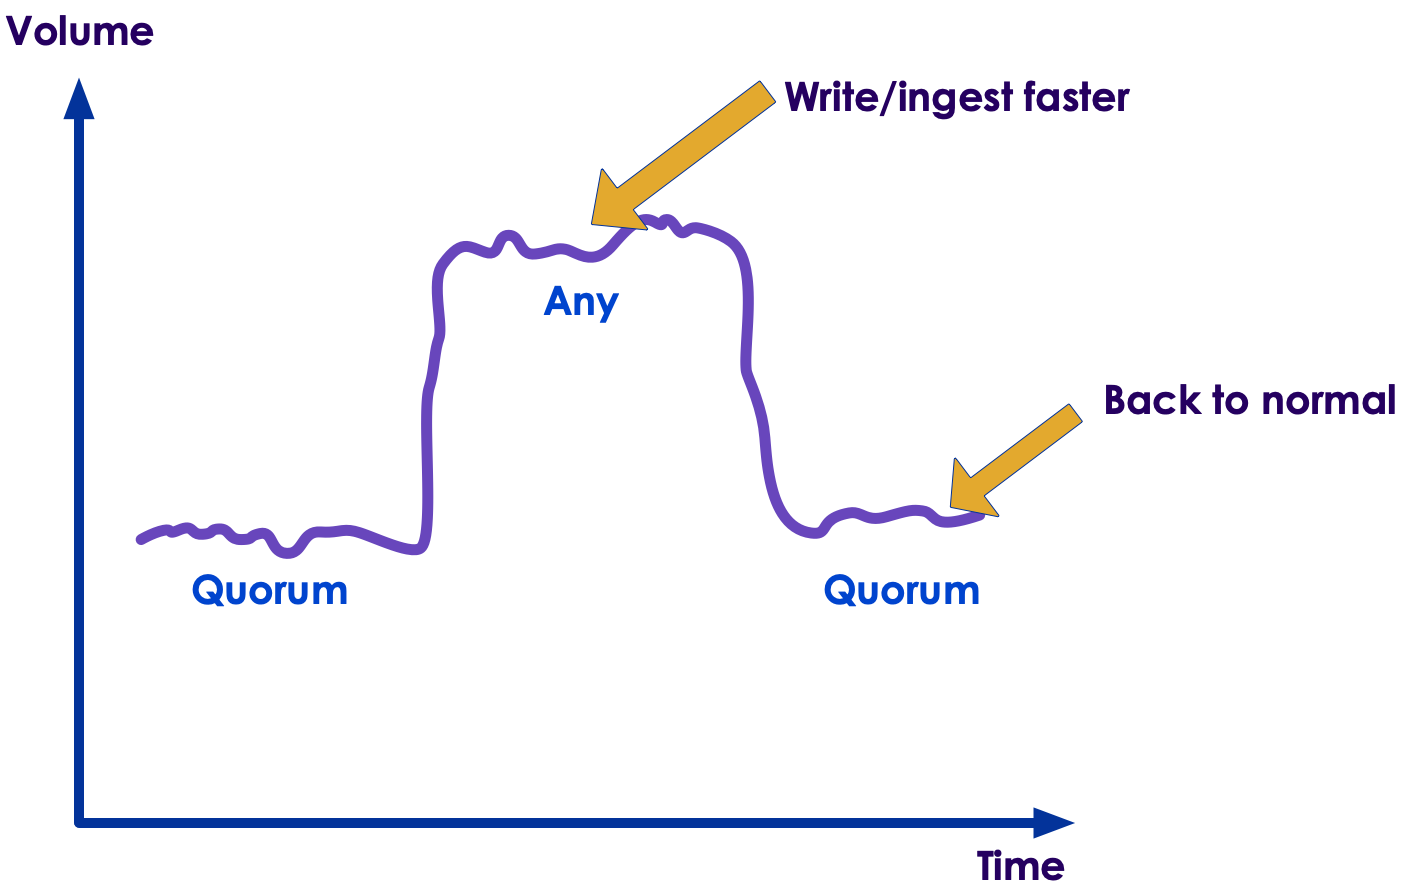 Volume
Write/ingest faster
Any
Back to normal
Quorum
Quorum
Time